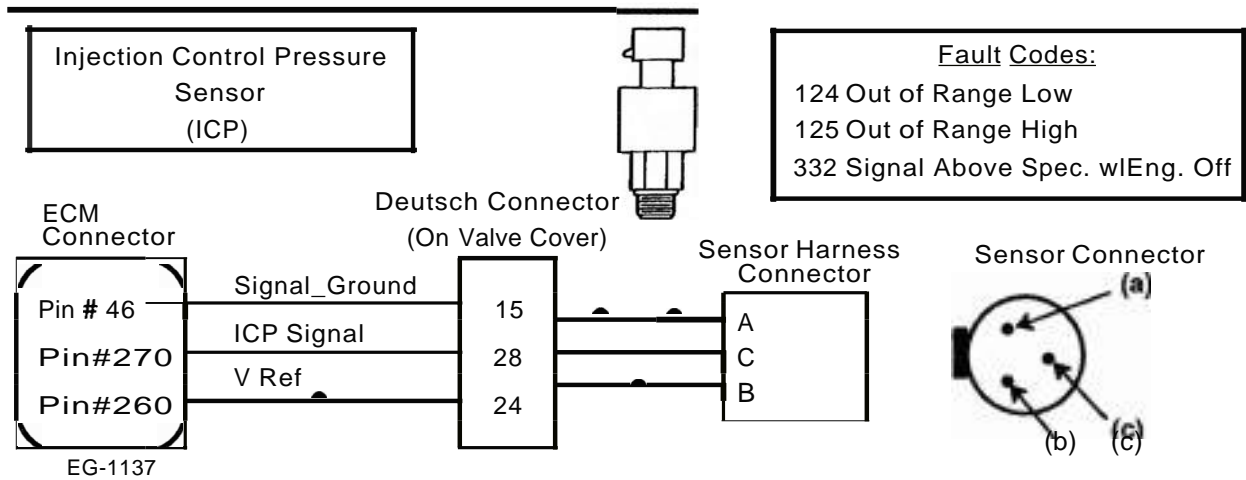 Injection Control Pressure
Sensor
(ICP)
Fault Codes:
124 Out of Range Low
125 Out of Range High
332 Signal Above Spec. wlEng. Off
ECM
Connector
Deutsch Connector
(On Valve Cover)
Sensor Harness
Connector
Sensor Connector
Pin # 46
Signal_Ground
15
A
(a)
Pin#270
ICP Signal
28
C
Pin#260
V Ref
24
B
(b)
(c)
EG-1137